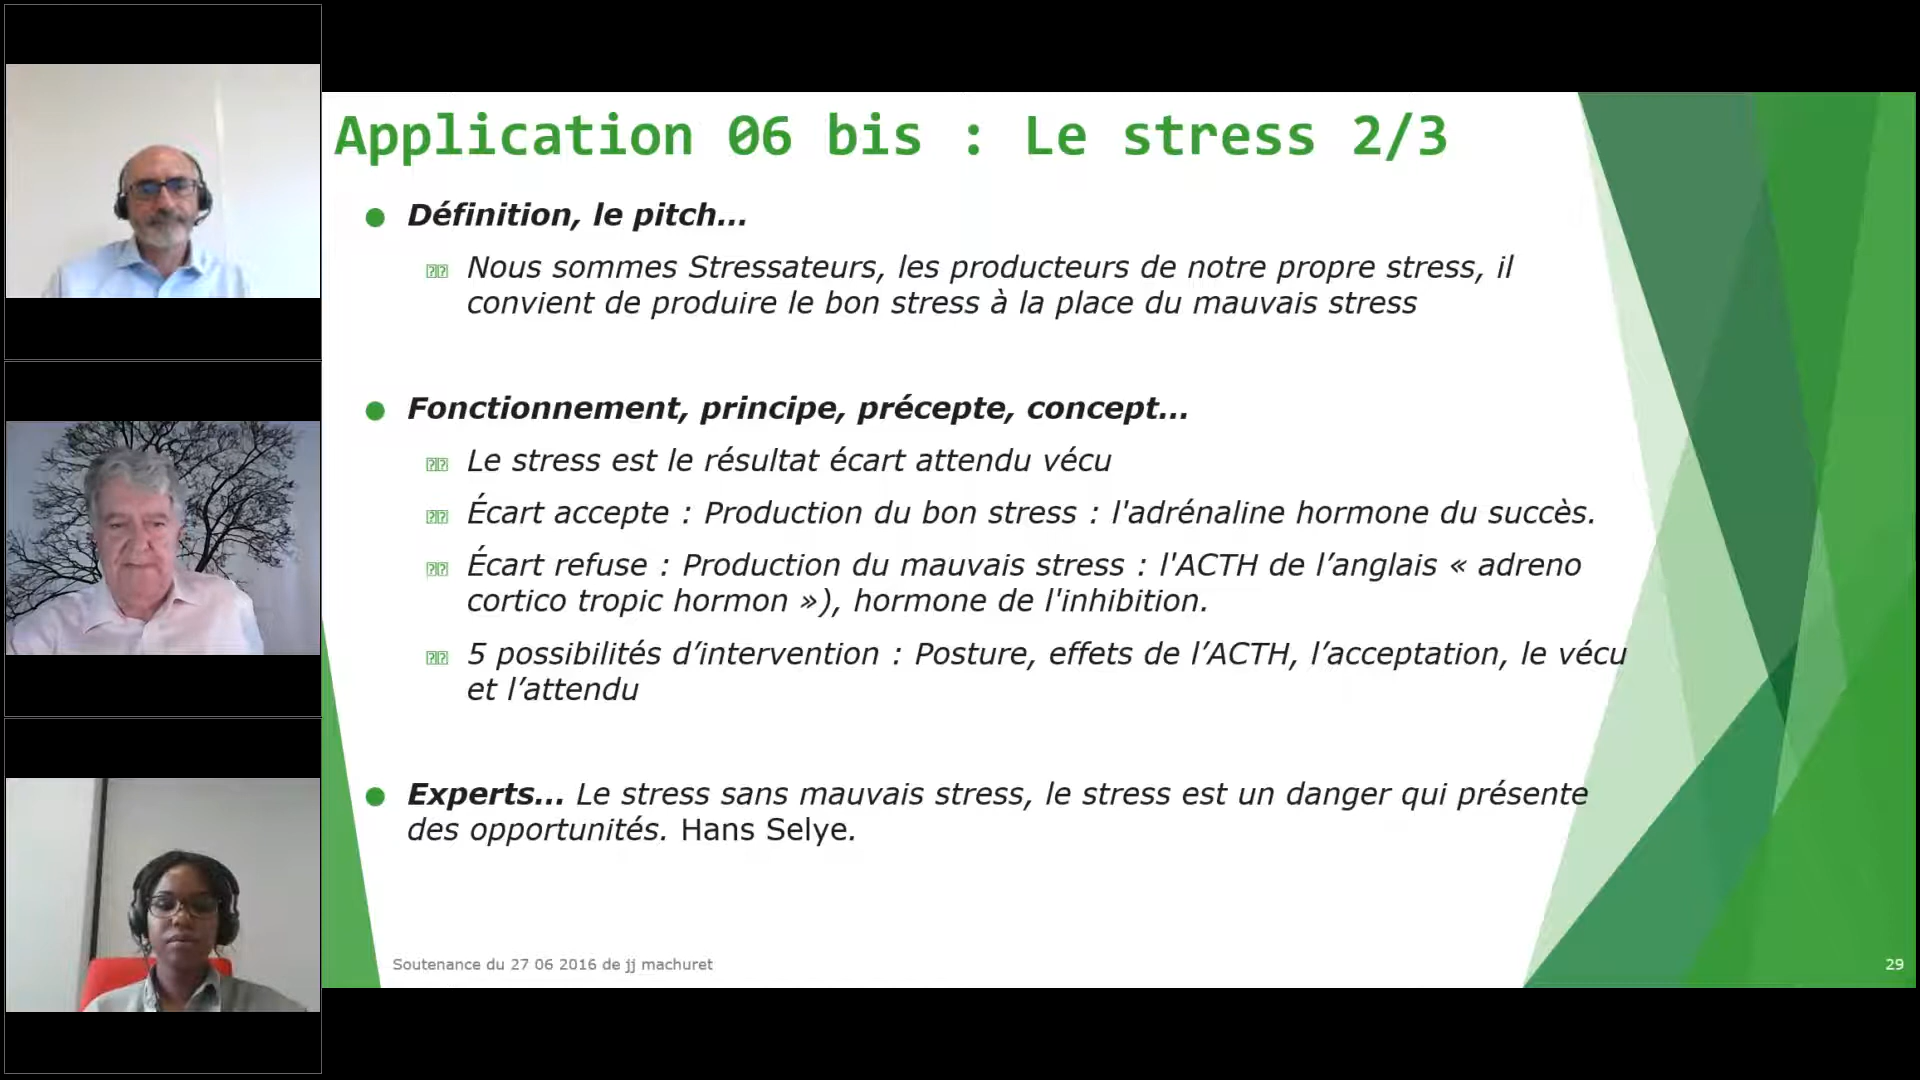 Application 06 bis : Le stress 2/3
Définition, le pitch...
Nous sommes Stressateurs, les producteurs de notre propre stress, il
convient de produire le bon stress à la place du mauvais stress
Fonctionnement, principe, précepte, concept...
Le stress est le résultat écart attendu vécu
Écart accepte : Production du bon stress : l'adrénaline hormone du succès.
Écart refuse : Production du mauvais stress : l'ACTH de l’anglais « adreno
cortico tropic hormon »), hormone de l'inhibition.
5 possibilités d’intervention : Posture, effets de l’ACTH, l’acceptation, le vécu
et l’attendu
Experts... Le stress sans mauvais stress, le stress est un danger qui présente
des opportunités. Hans Selye.
Soutenance du 27 06 2016 de jj machuret
29